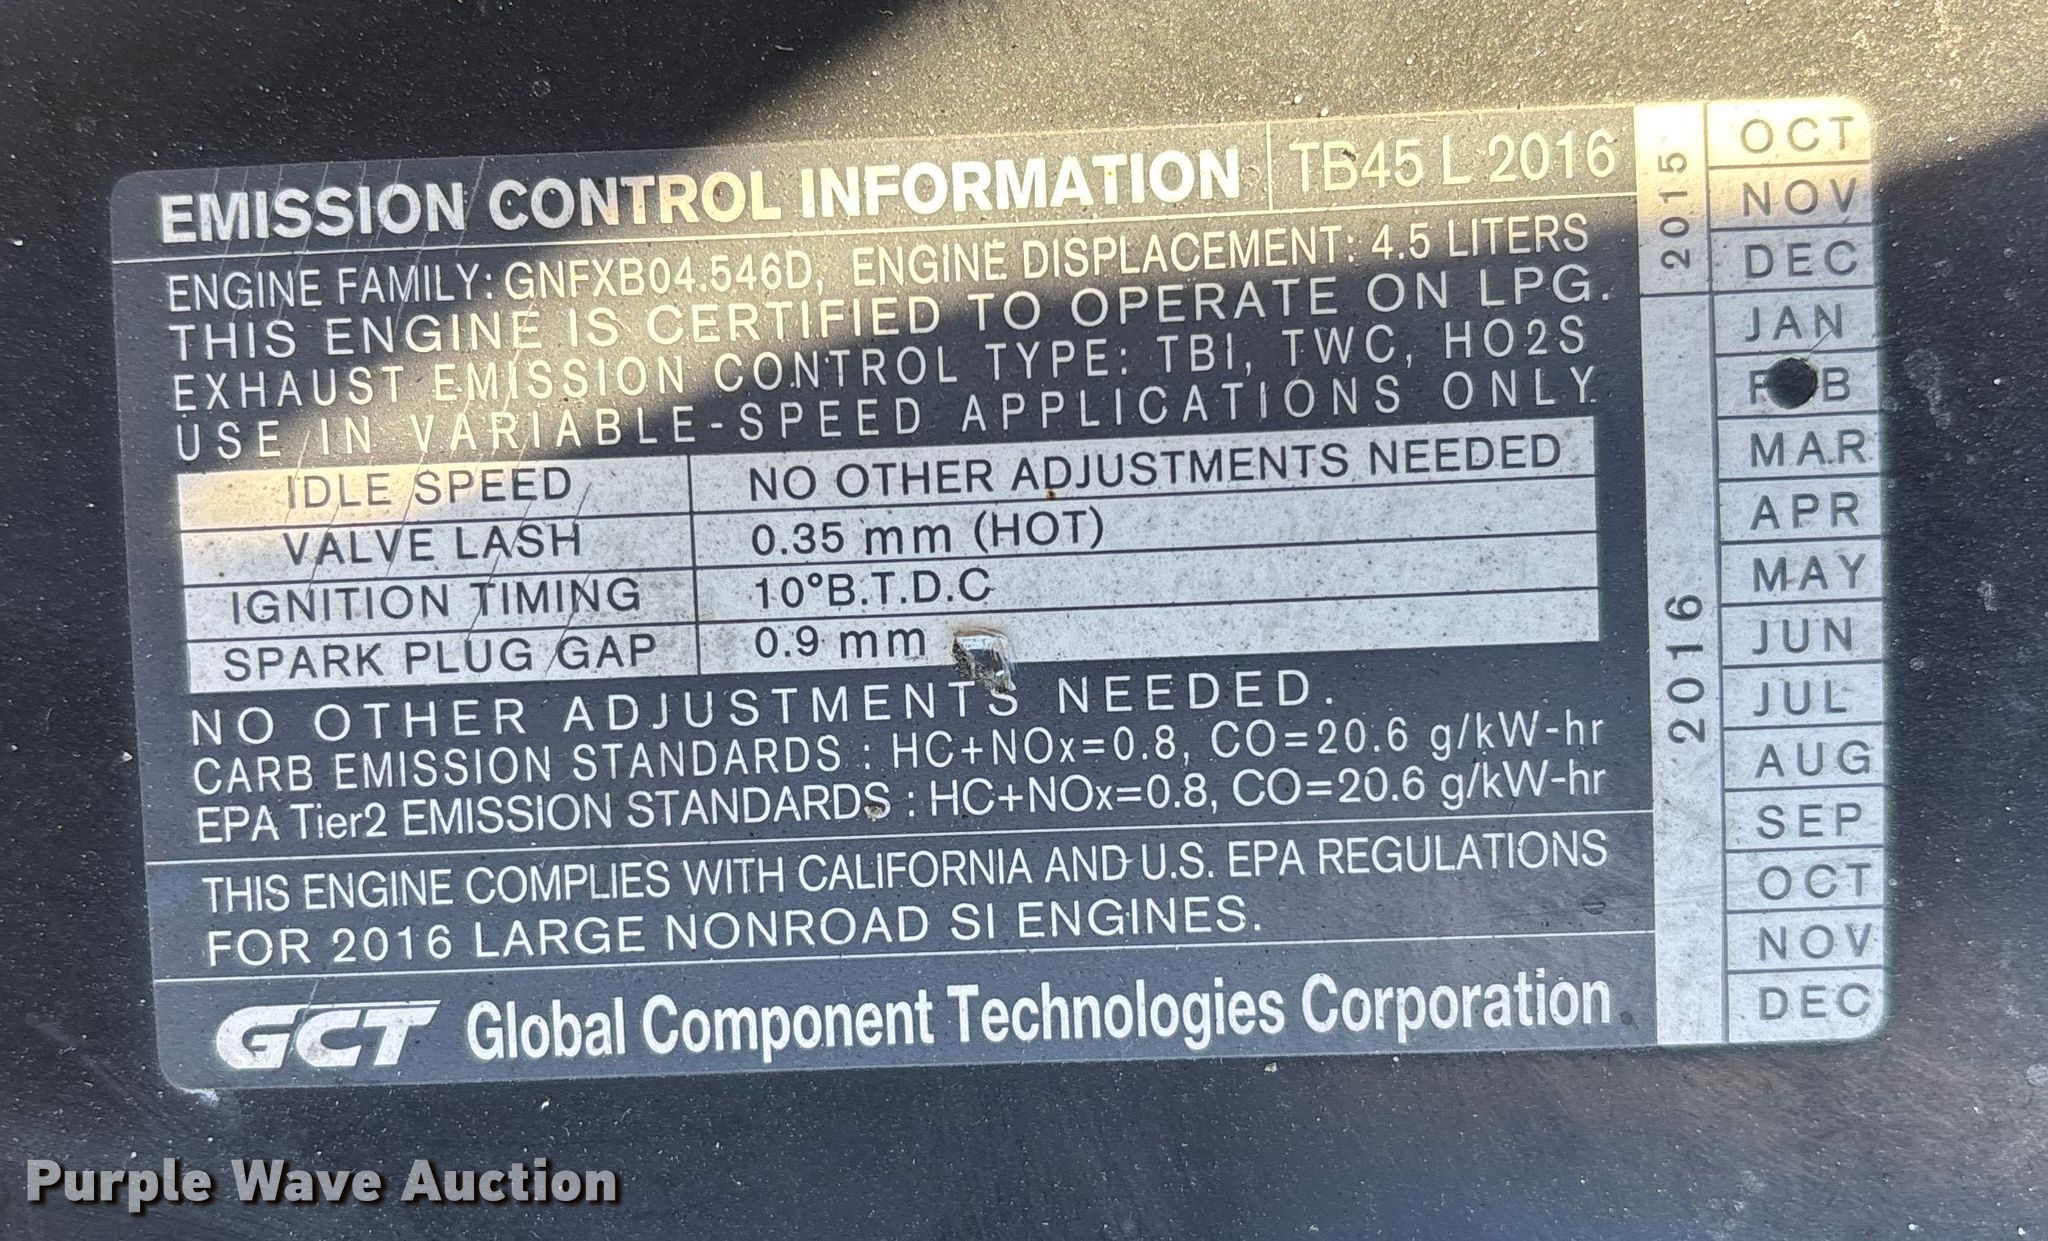 EMISSION CONTROL INFORMATION TB45 L 2016
ENGINE FAMILY: GNFXB04.546D, ENGINE DISPLACEMENT: 4.5 LITERS
THIS ENGINE IS CERTIFIED TO OPERATE ON LPG.
EXHAUST EMISSION CONTROL TYPE: TBI, TWC, HO2S
USE IN VARIABLE-SPEED APPLICATIONS ONLY
IDLE SPEED NO OTHER ADJUSTMENTS NEEDED
VALVE LASH 0.35 mm (HOT)
IGNITION TIMING 10°B.T.D.C
SPARK PLUG GAP 0.9 mm
NO OTHER ADJUSTMENTS NEEDED.
CARB EMISSION STANDARDS : HC+NOx=0.8, CO=20.6 g/kW-hr
EPA Tier2 EMISSION STANDARDS : HC+NOx=0.8, CO=20.6 g/kW-hr
THIS ENGINE COMPLIES WITH CALIFORNIA AND U.S. EPA REGULATIONS
FOR 2016 LARGE NONROAD SI ENGINES.
GCT Global Component Technologies Corporation
2015
OCT
NOV
DEC
2016
JAN
FEB
MAR
APR
MAY
JUN
JUL
AUG
SEP
OCT
NOV
DEC
Purple Wave Auction